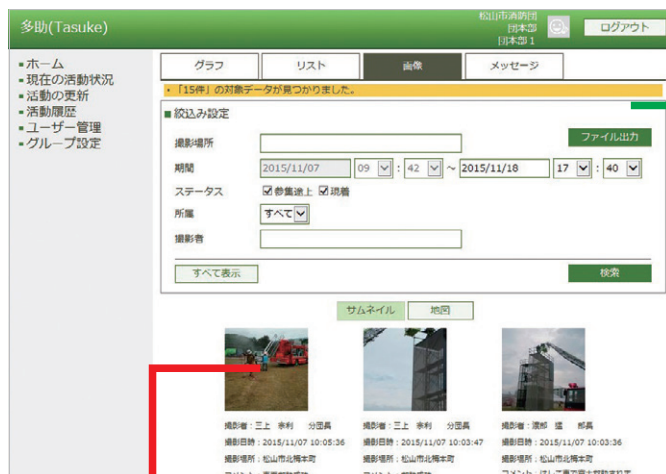 多助(Tasuke)
松山市消防団
団本部
団本部 1
ログアウト
ホーム
現在の活動状況
活動の更新
活動履歴
ユーザー管理
グループ設定
グラフ
リスト
画像
メッセージ
・「15件」の対象データが見つかりました。
■絞込み設定
撮影場所
ファイル出力
期間
2015/11/07 09 : 42 ～ 2015/11/18 17 : 40
ステータス
参集途上 現着
所属
すべて
撮影者
すべて表示
検索
サムネイル
地図
撮影者：三上 分団長
撮影日時：2015/11/07 10:05:36
撮影場所：松山市北梅本町
撮影者：三上 分団長
撮影日時：2015/11/07 10:03:47
撮影場所：松山市北梅本町
撮影者：渡部 部長
撮影日時：2015/11/07 10:03:36
撮影場所：松山市北梅本町